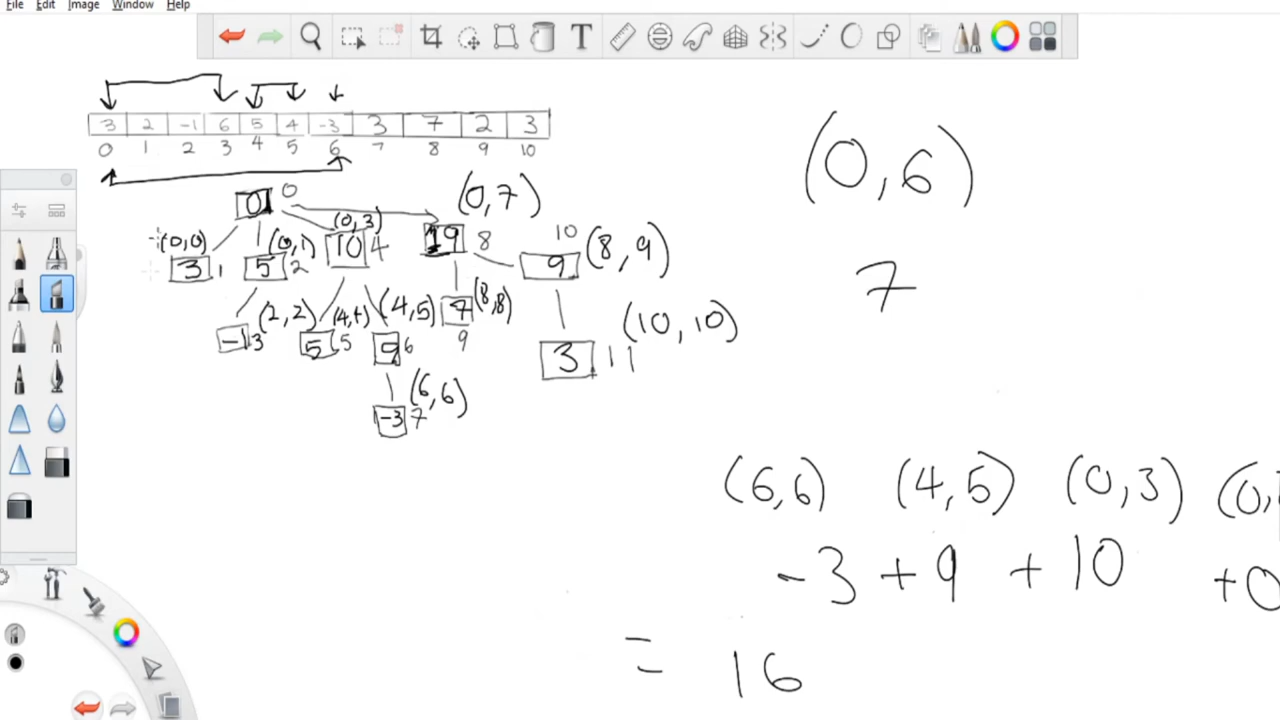 File Edit Image Window Help
T
3 2 -1 6 5 4 -3 3 7 2 3
0 1 2 3 4 5 6 7 8 9 10
0 0 (0,7)
(0,0) (0,1) (0,3) 19 8 10
3 1 5 2 10 4 9 (8,9)
(2,2) (4,4) (4,5) 7 (8,8)
-1 3 5 5 9 6 9 3 11 (10,10)
(6,6)
-3 7
(0,6)
7
(6,6) (4,5) (0,3) (0,
-3 + 9 + 10 +0
= 16